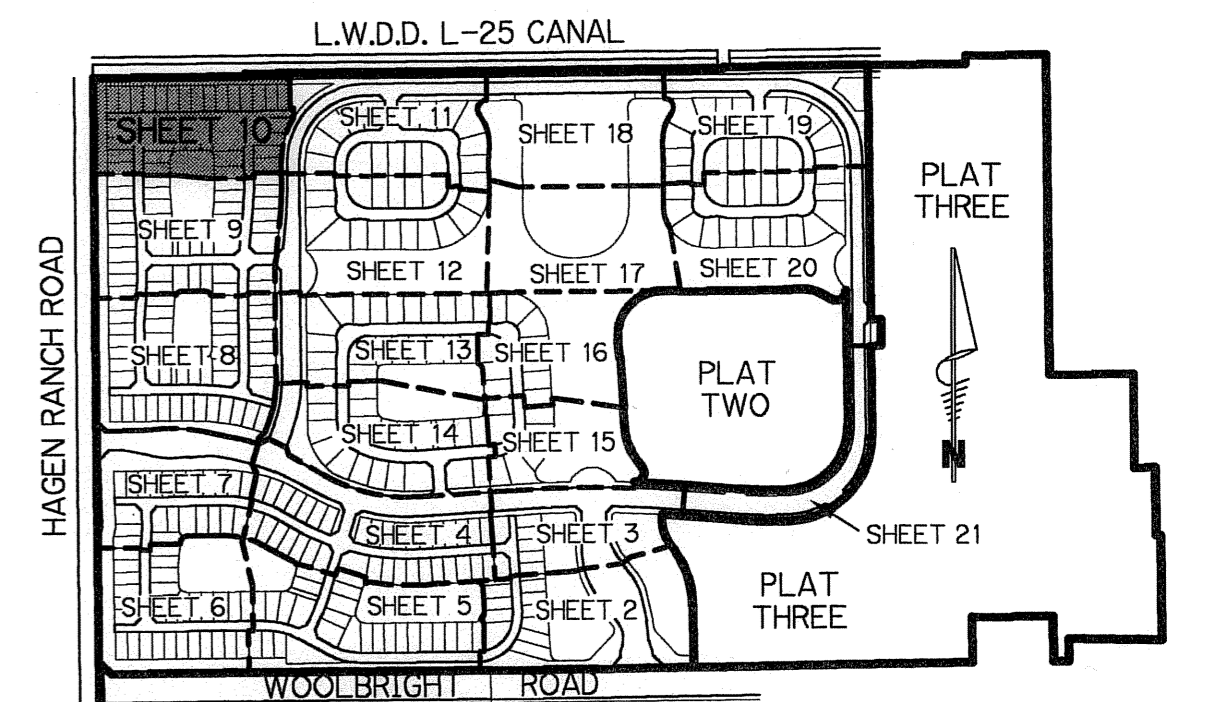 L.W.D.D. L-25 CANAL
SHEET 10
SHEET 11
SHEET 18
SHEET 19
PLAT
THREE
SHEET 9
SHEET 12
SHEET 17
SHEET 20
HAGEN RANCH ROAD
SHEET 8
SHEET 13
SHEET 16
PLAT
TWO
SHEET 14
SHEET 15
N
SHEET 7
SHEET 4
SHEET 3
SHEET 21
SHEET 6
SHEET 5
SHEET 2
PLAT
THREE
WOOLBRIGHT ROAD